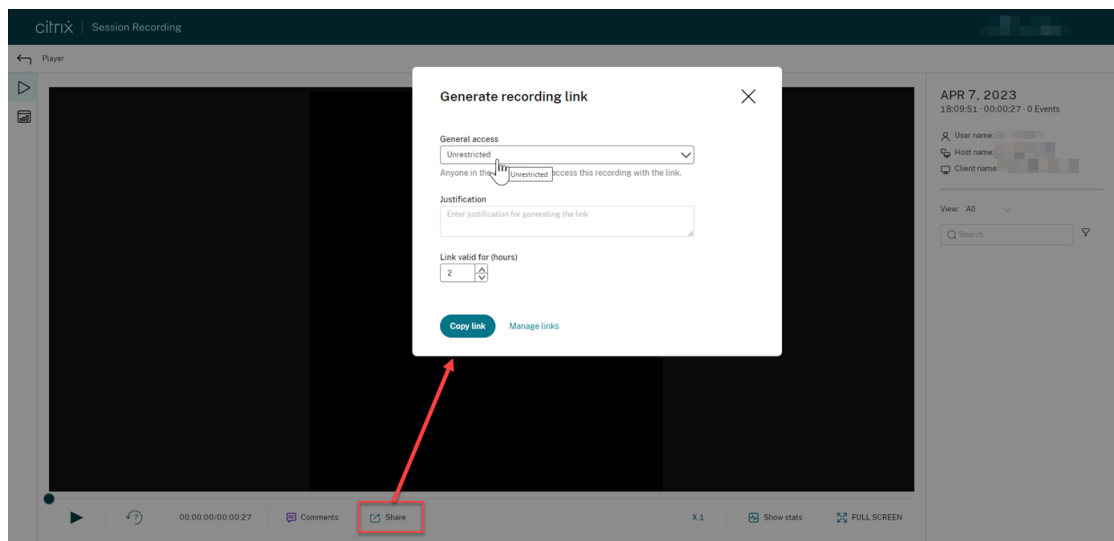 citrix | Session Recording
Player
Generate recording link
General access
Unrestricted
Anyone in the Unrestricted access this recording with the link.
Justification
Enter justification for generating the link
Link valid for (hours)
2
Copy link
Manage links
APR 7, 2023
18:09:51 · 00:00:27 · 0 Events
User name:
Host name:
Client name:
View: All
Search
7
00:00:00/00:00:27
Comments
Share
X 1
Show stats
FULL SCREEN